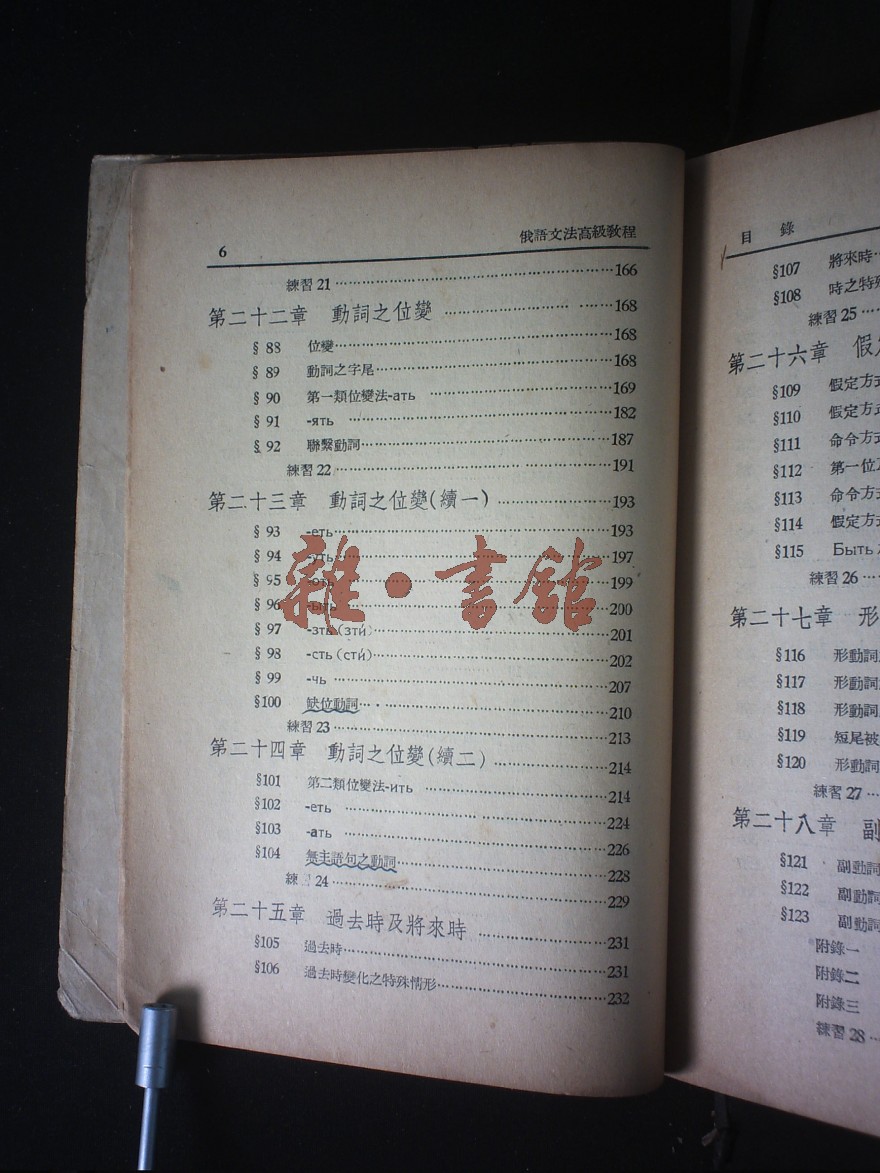 6 俄語文法高級教程
練習 21 166
第二十二章 動詞之位變 168
§ 88 位變 168
§ 89 動詞之字尾 168
§ 90 第一類位變法-ать 169
§ 91 -ять 182
§ 92 聯繫動詞 187
練習 22 191
第二十三章 動詞之位變(續一) 193
§ 93 -еть 193
§ 94 -уть 197
§ 95 -оть 199
§ 96 -ыть 200
§ 97 -зть (зти́) 201
§ 98 -сть (сти́) 202
§ 99 -чь 207
§100 缺位動詞 210
練習 23 213
第二十四章 動詞之位變(續二) 214
§101 第二類位變法-ить 214
§102 -еть 224
§103 -ать 226
§104 無主語句之動詞 228
練 24 229
第二十五章 過去時及將來時 231
§105 過去時 231
§106 過去時變化之特殊情形 232
雜·書館
目錄
§107 將來時
§108 時之特殊
練習 25
第二十六章 假
§109 假定方式
§110 假定方式
§111 命令方式
§112 第一位
§113 命令方式
§114 假定方式
§115 Быть
練習 26
第二十七章 形
§116 形動詞
§117 形動詞
§118 形動詞
§119 短尾被
§120 形動詞
練習 27
第二十八章 副
§121 副動詞
§122 副動詞
§123 副動詞
附錄一
附錄二
附錄三
練習 28